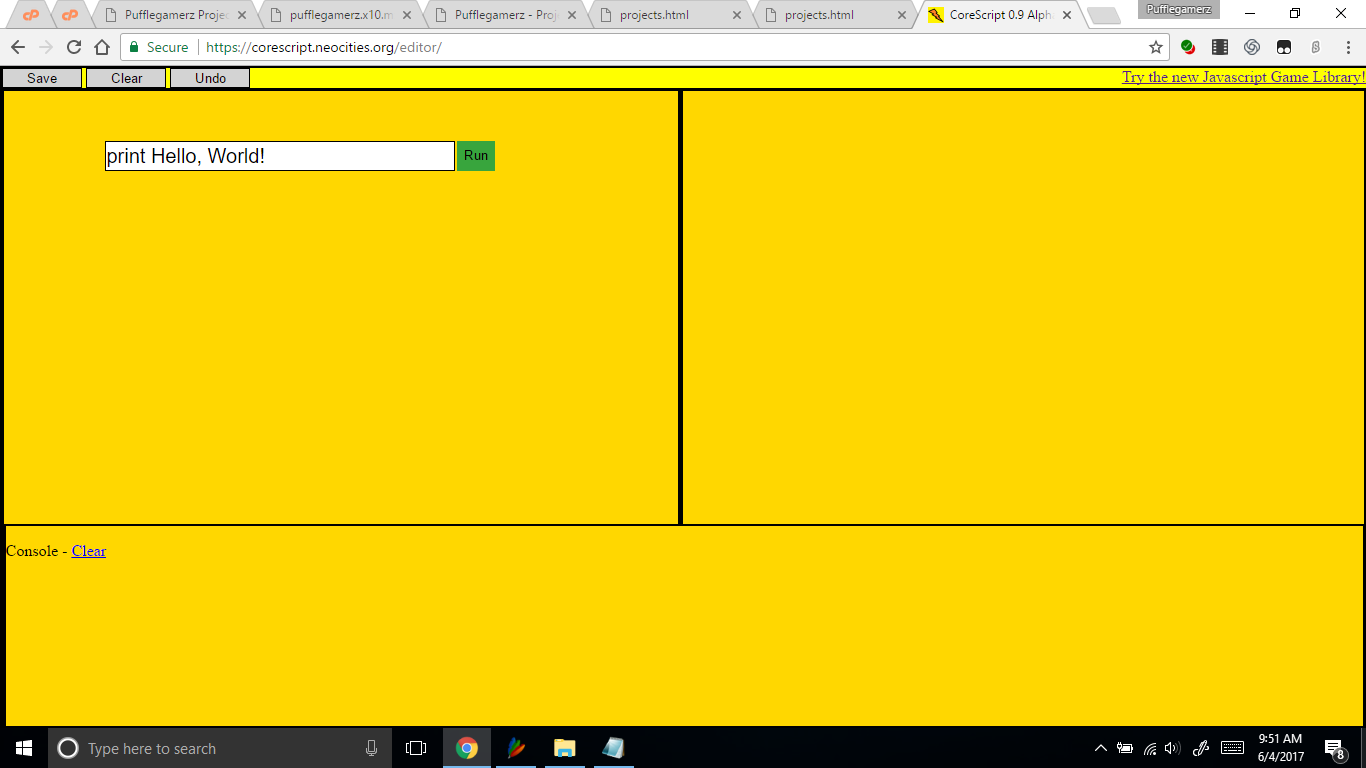 Pufflegamerz Projec
pufflegamerz.x10.m
Pufflegamerz - Proj
projects.html
projects.html
CoreScript 0.9 Alph
Pufflegamerz
Secure
https://corescript.neocities.org/editor/
Save
Clear
Undo
Try the new Javascript Game Library!
print Hello, World!
Run
Console - Clear
Type here to search
9:51 AM
6/4/2017
8